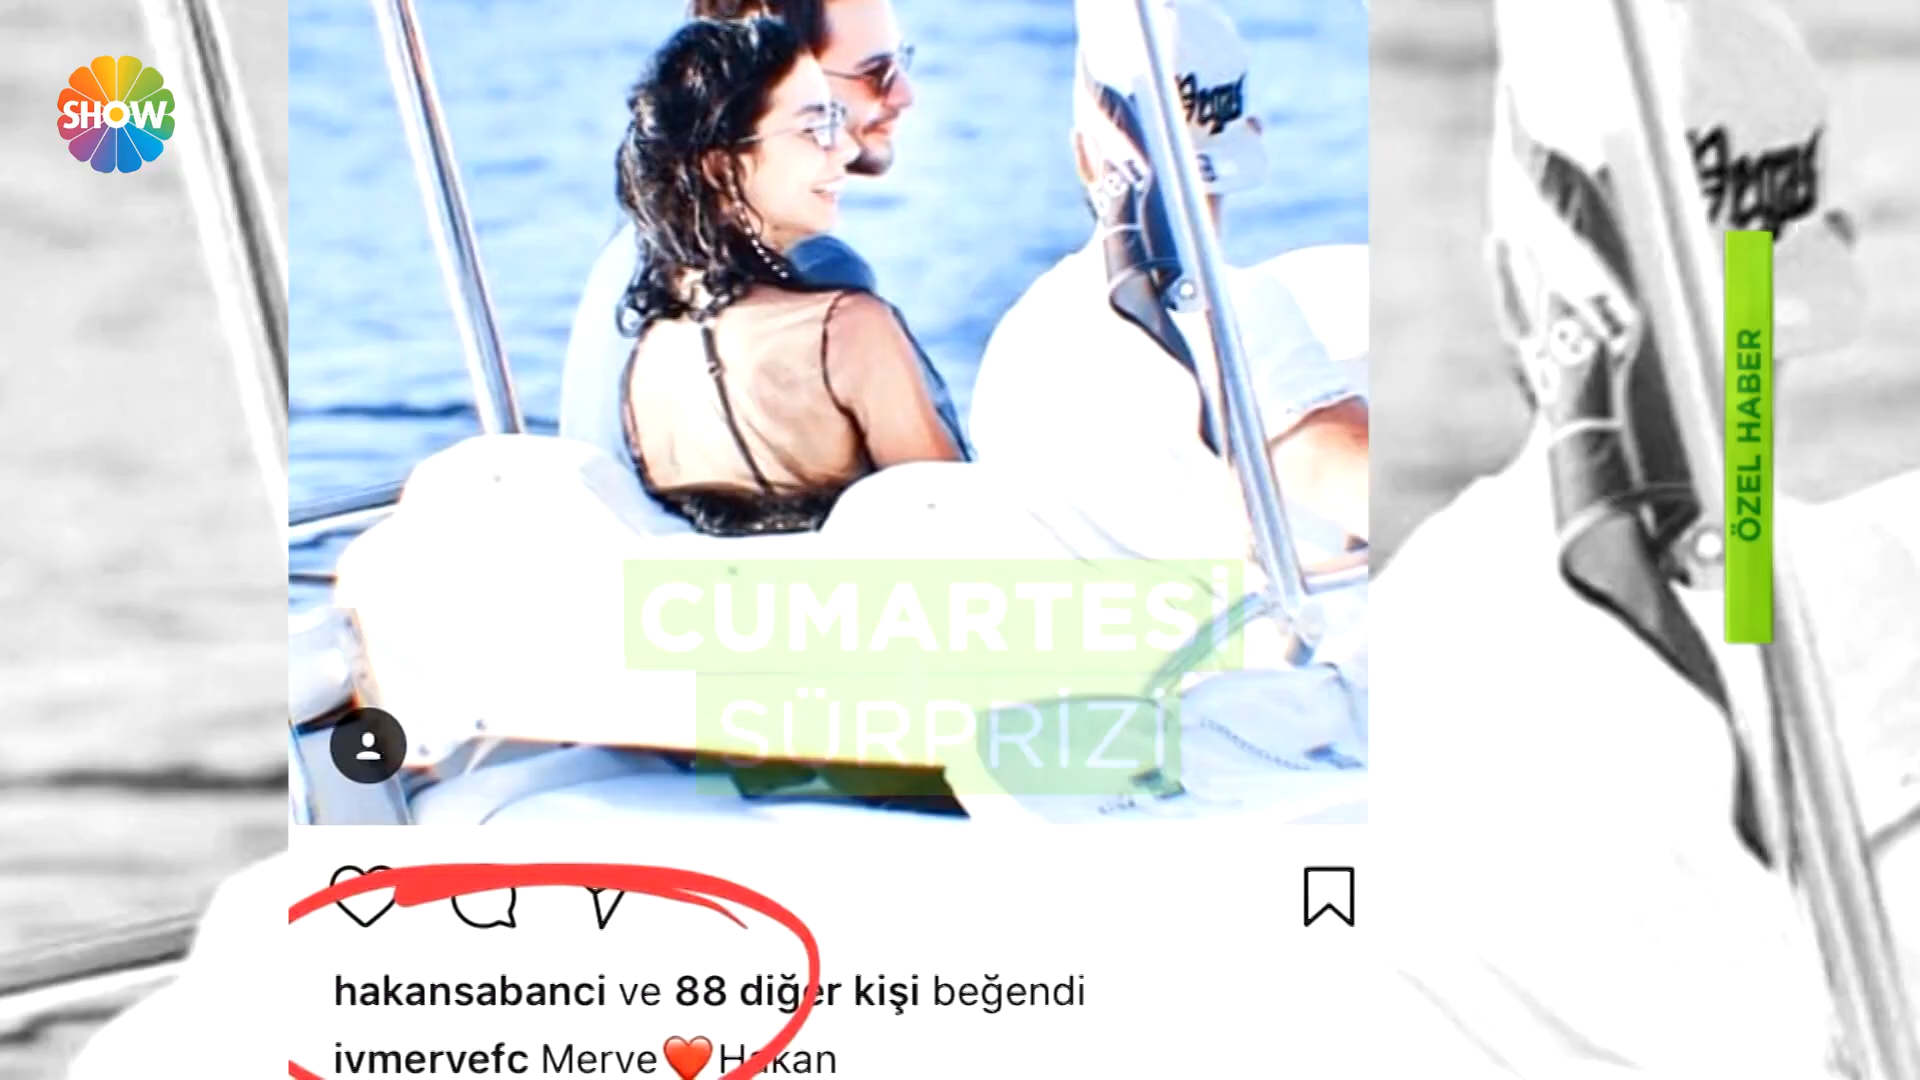 SHOW
ÖZEL HABER
CUMARTESİ
SÜRPRİZİ
hakansabanci ve 88 diğer kişi beğendi
ivmervefc Merve❤️Hakan